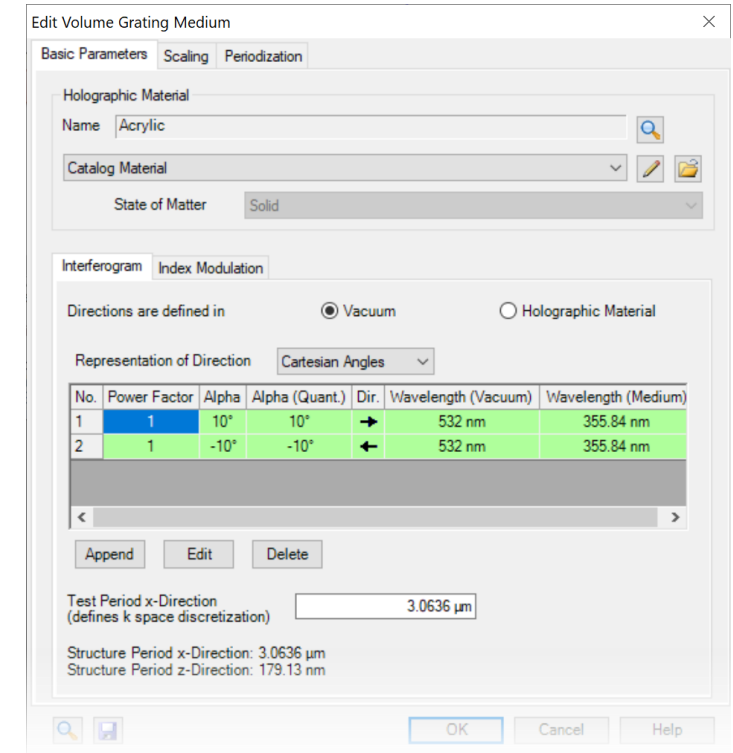 Edit Volume Grating Medium
Basic Parameters Scaling Periodization
Holographic Material
Name Acrylic
Catalog Material
State of Matter Solid
Interferogram Index Modulation
Directions are defined in Vacuum Holographic Material
Representation of Direction Cartesian Angles
No. Power Factor Alpha Alpha (Quant.) Dir. Wavelength (Vacuum) Wavelength (Medium)
1 1 10° 10° 532 nm 355.84 nm
2 1 -10° -10° 532 nm 355.84 nm
Append Edit Delete
Test Period x-Direction
(defines k space discretization) 3.0636 µm
Structure Period x-Direction: 3.0636 µm
Structure Period z-Direction: 179.13 nm
OK Cancel Help